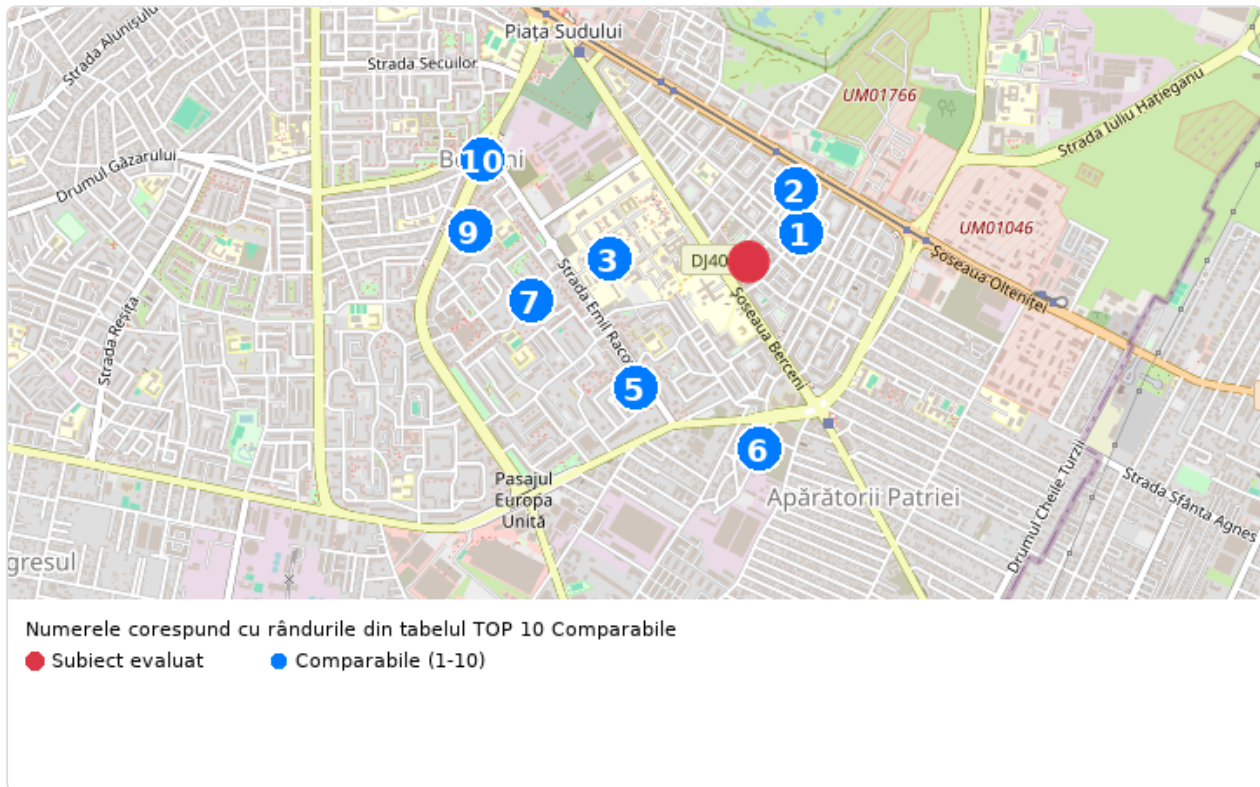 Strada Alunișului
Piața Sudului
Strada Secuilor
UM01766
Strada Iuliu Hațieganu
Drumul Găzarului
10
2
9
1
UM01046
3
DJ40
Șoseaua Olteniței
7
Strada Emil Raco
Șoseaua Berceni
Strada Reșița
5
6
Pasajul
Europa
Unită
Apărătorii Patriei
Drumul Cheile Turzii
Strada Sfânta Agnes
gresul
Numerele corespund cu rândurile din tabelul TOP 10 Comparabile
Subiect evaluat
Comparabile (1-10)